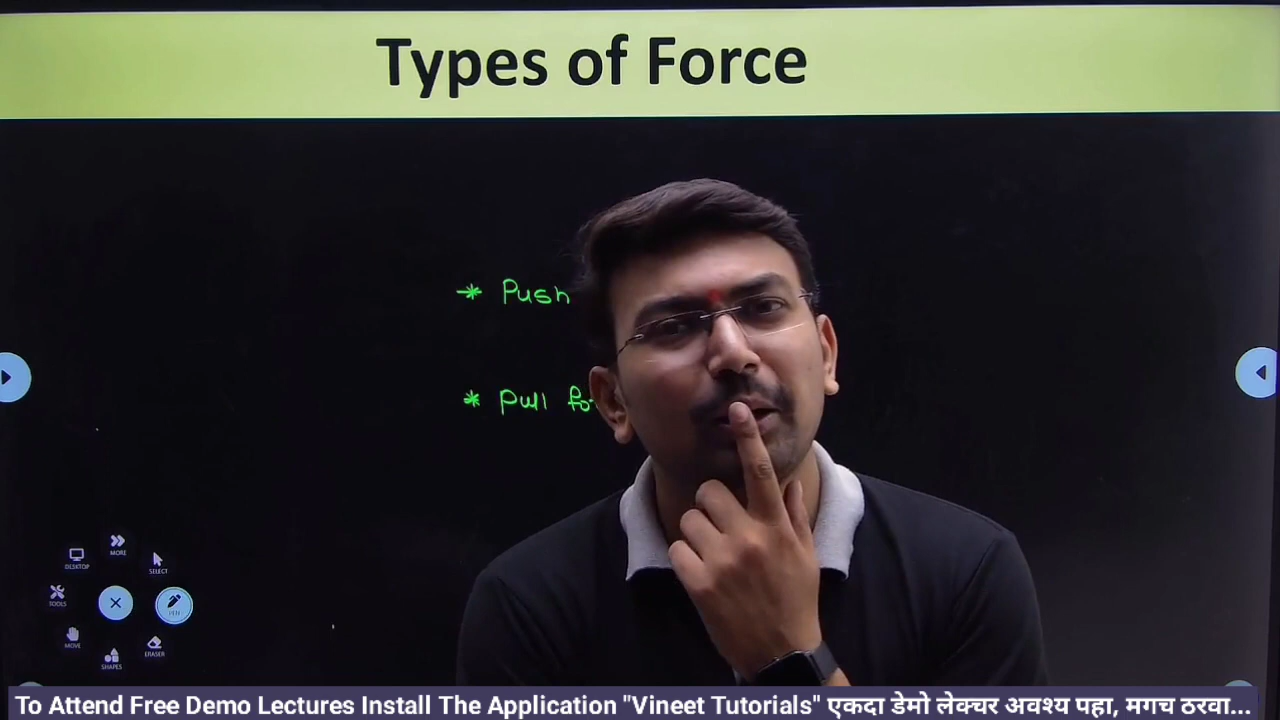 Types of Force
* Push
* Pull fo
MORE
DESKTOP
SELECT
TOOLS
PEN
MOVE
ERASER
SHAPES
To Attend Free Demo Lectures Install The Application "Vineet Tutorials" एकदा डेमो लेक्चर अवश्य पहा, मगच ठरवा...